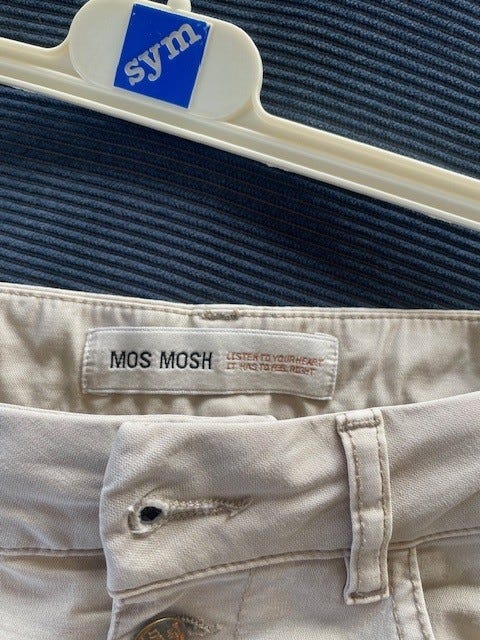 sym
MOS MOSH
LISTEN TO YOUR HEART
IT HAS TO FEEL RIGHT